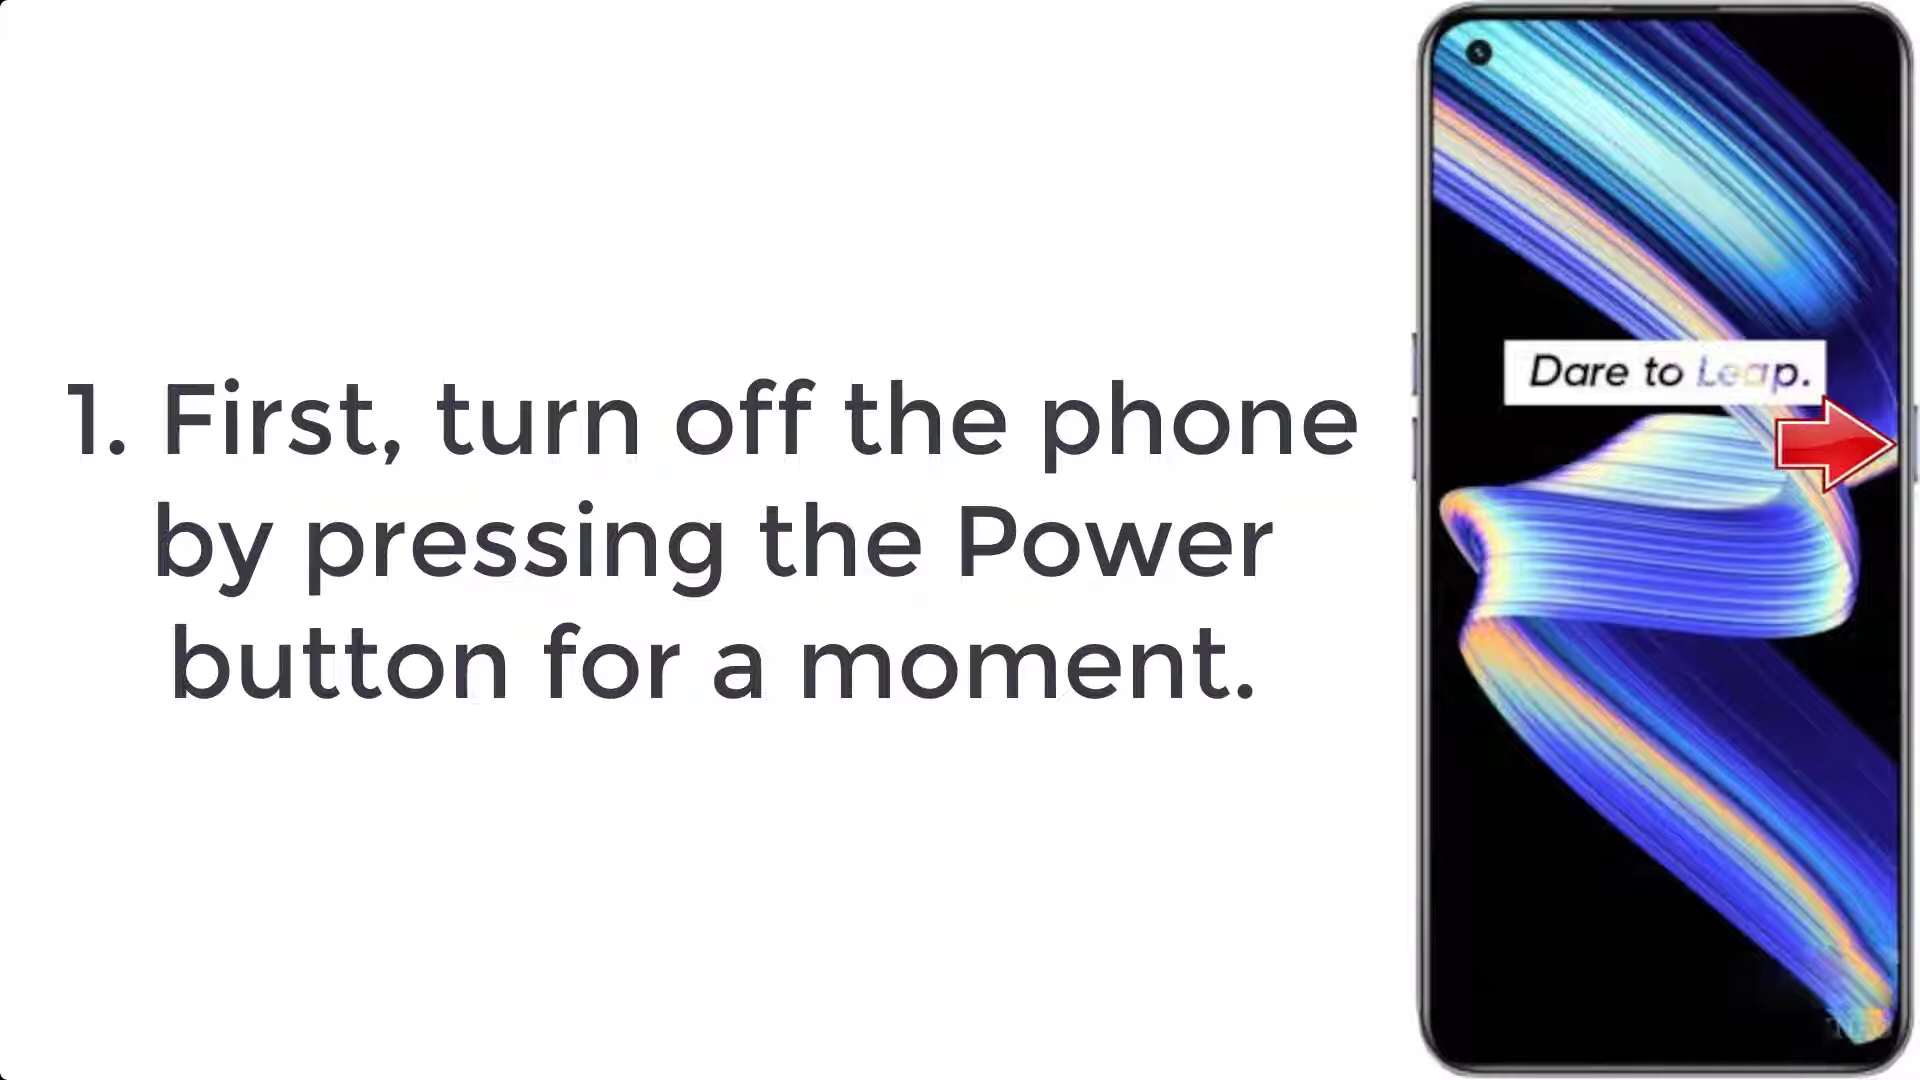 1. First, turn off the phone
by pressing the Power
button for a moment.
Dare to Leap.